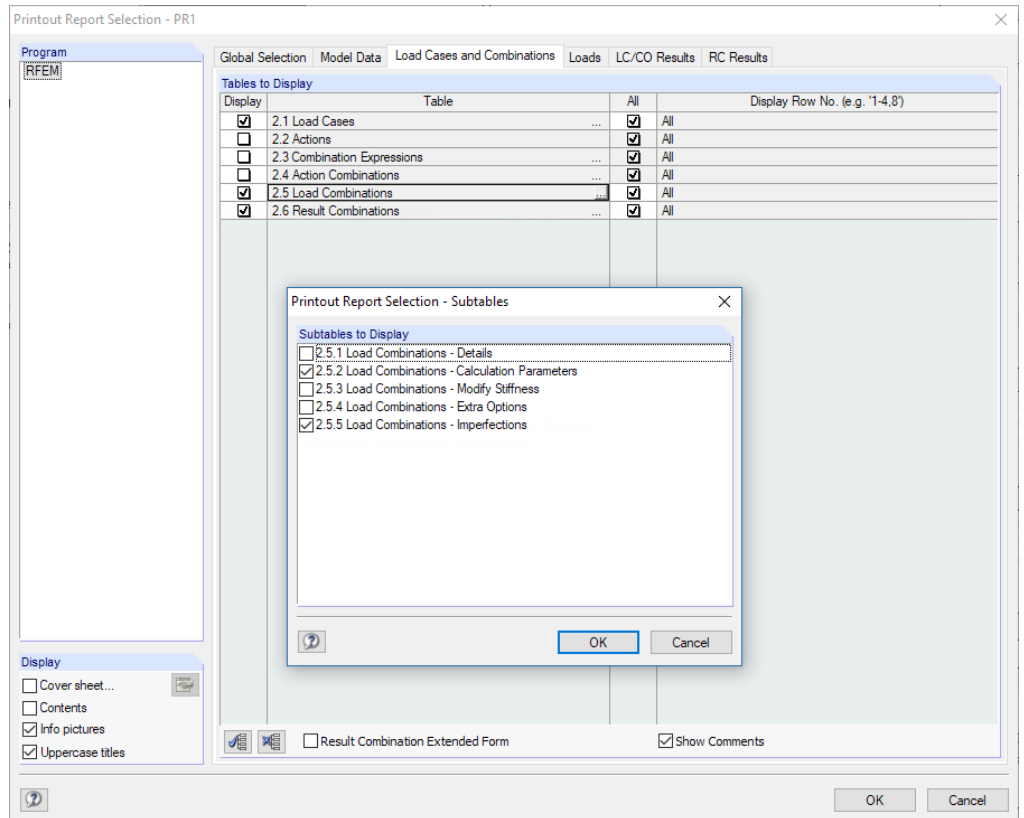 Printout Report Selection - PR1
Program
RFEM
Global Selection Model Data Load Cases and Combinations Loads LC/CO Results RC Results
Tables to Display
Display Table All Display Row No. (e.g. '1-4,8')
2.1 Load Cases ... All
2.2 Actions All
2.3 Combination Expressions ... All
2.4 Action Combinations ... All
2.5 Load Combinations ... All
2.6 Result Combinations ... All
Printout Report Selection - Subtables
Subtables to Display
2.5.1 Load Combinations - Details
2.5.2 Load Combinations - Calculation Parameters
2.5.3 Load Combinations - Modify Stiffness
2.5.4 Load Combinations - Extra Options
2.5.5 Load Combinations - Imperfections
OK Cancel
Display
Cover sheet...
Contents
Info pictures
Uppercase titles
Result Combination Extended Form Show Comments
OK Cancel